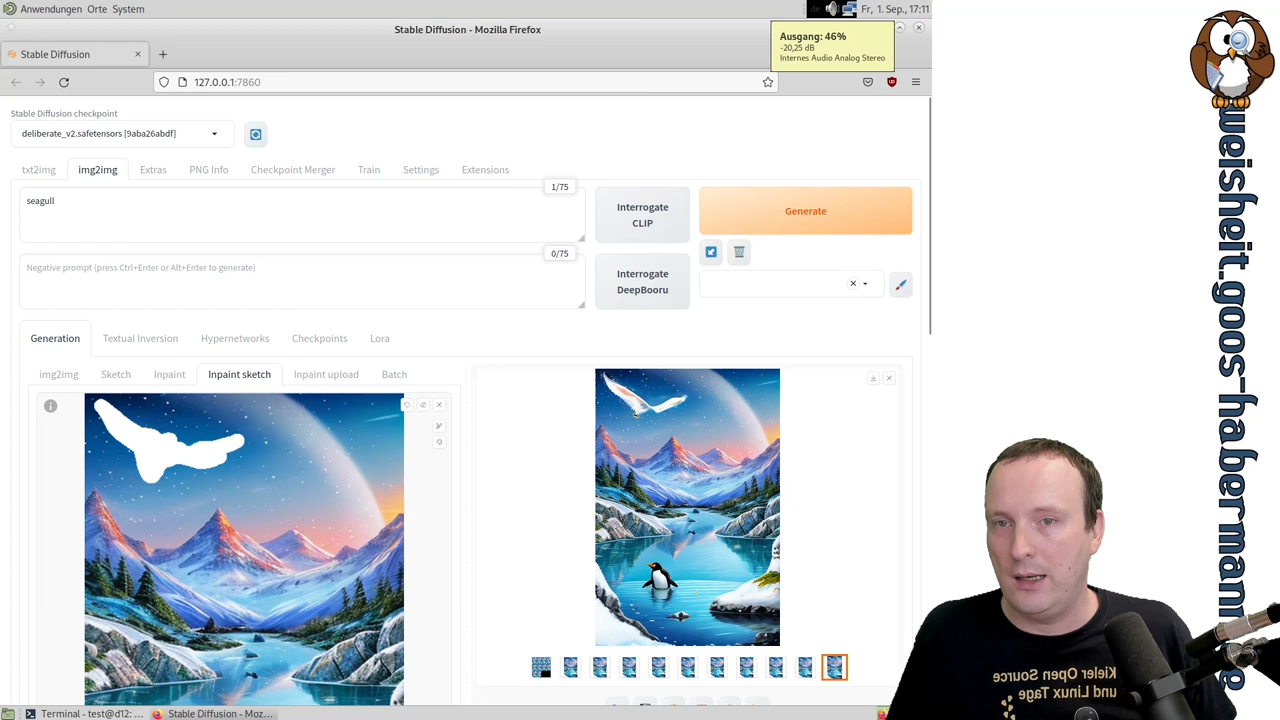 Anwendungen Orte System
de
Fr, 1. Sep., 17:11
Stable Diffusion - Mozilla Firefox
Ausgang: 46%
-20,25 dB
Internes Audio Analog Stereo
Stable Diffusion
127.0.0.1:7860
Stable Diffusion checkpoint
deliberate_v2.safetensors [9aba26abdf]
txt2img
img2img
Extras
PNG Info
Checkpoint Merger
Train
Settings
Extensions
1/75
seagull
Interrogate
CLIP
Generate
0/75
Negative prompt (press Ctrl+Enter or Alt+Enter to generate)
Interrogate
DeepBooru
Generation
Textual Inversion
Hypernetworks
Checkpoints
Lora
img2img
Sketch
Inpaint
Inpaint sketch
Inpaint upload
Batch
Terminal - test@d12: ...
Stable Diffusion - Moz...
Kieler Open Source
und Linux Tage